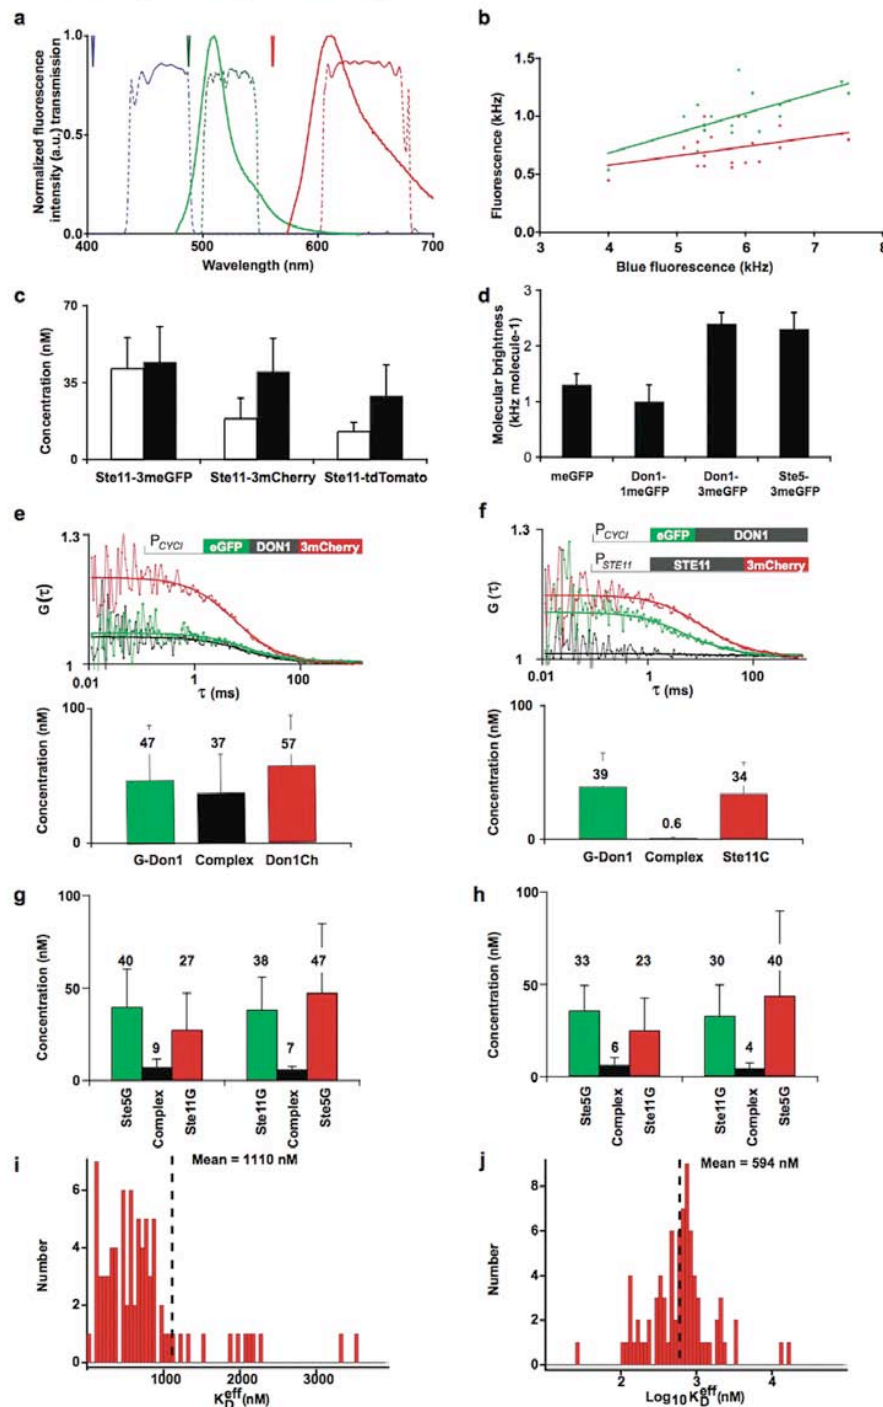 a
Normalized fluorescence
intensity (a.u.) transmission
1.0
0.5
0.0
400
500
600
700
Wavelength (nm)
b
Fluorescence (kHz)
1.5
1.0
0.5
0.0
3
4
5
6
7
8
Blue fluorescence (kHz)
c
Concentration (nM)
70
35
0
Ste11-3meGFP
Ste11-3mCherry
Ste11-tdTomato
d
Molecular brightness
(kHz molecule-1)
3
2
1
0
meGFP
Don1-
1meGFP
Don1-
3meGFP
Ste5-
3meGFP
e
G(τ)
1.3
1
0.01
1
100
τ (ms)
PCYCI
eGFP
DON1
3mCherry
Concentration (nM)
100
0
47
37
57
G-Don1
Complex
Don1Ch
f
G (τ)
1.3
1
0.01
1
100
τ (ms)
PCYCI
eGFP
DON1
PSTE11
STE11
3mCherry
Concentration (nM)
100
0
39
0.6
34
G-Don1
Complex
Ste11C
g
Concentration (nM)
100
50
0
40
9
27
38
7
47
Ste5G
Complex
Ste11G
Ste11G
Complex
Ste5G
h
Concentration (nM)
100
50
0
33
6
23
30
4
40
Ste5G
Complex
Ste11G
Ste11G
Complex
Ste5G
i
Mean = 1110 nM
Number
6
4
2
0
1000
2000
3000
KD eff (nM)
j
Mean = 594 nM
Number
8
6
4
2
0
2
3
4
Log10 KD eff (nM)